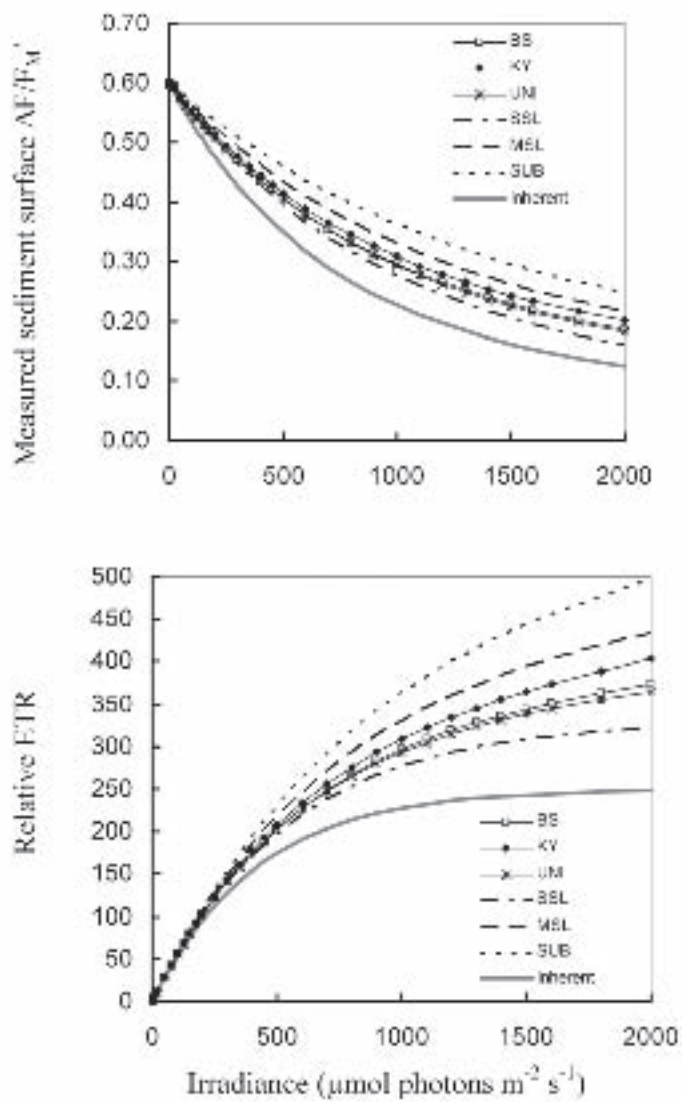 Measured sediment surface ΔF/F_M'
0.70
0.60
0.50
0.40
0.30
0.20
0.10
0.00
BS
KY
UNI
BSL
MSL
SUB
Inherent
0 500 1000 1500 2000
Relative ETR
500
450
400
350
300
250
200
150
100
50
0
BS
KY
UNI
BSL
MSL
SUB
Inherent
0 500 1000 1500 2000
Irradiance (µmol photons m⁻² s⁻¹)